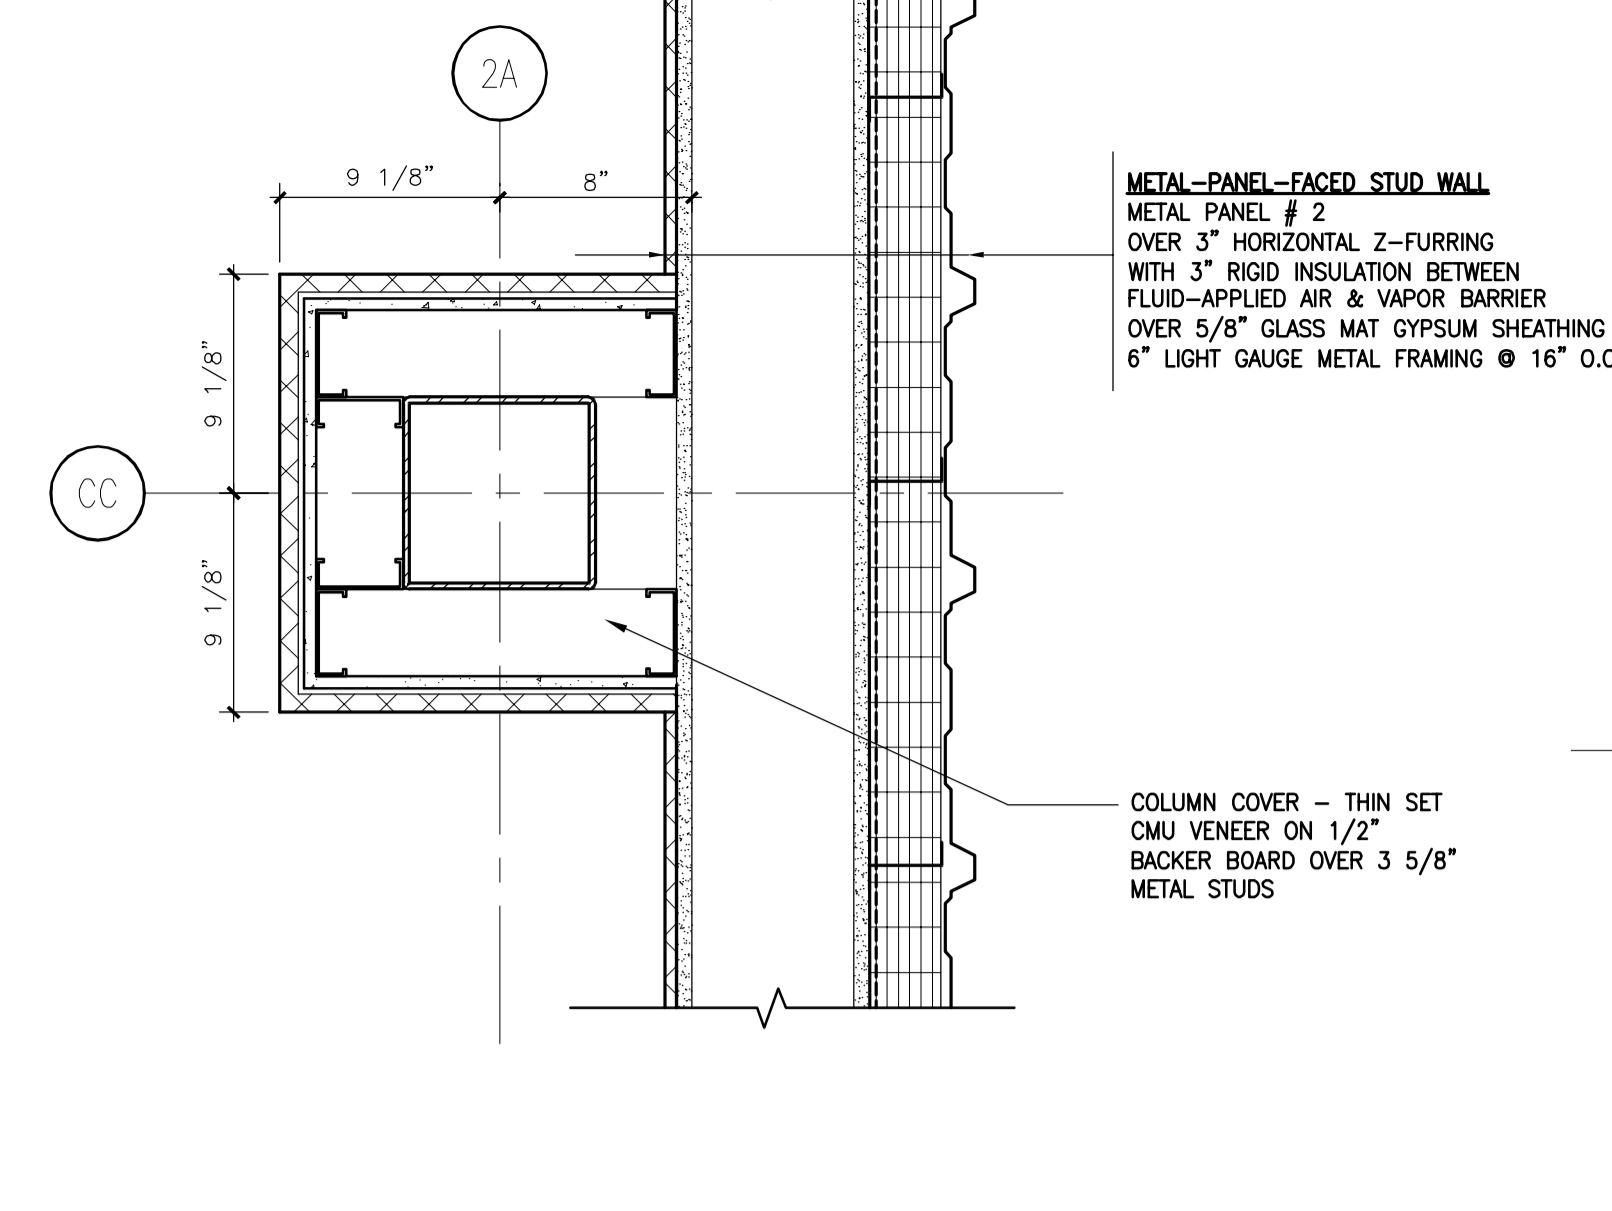 2A
9 1/8"
8"
METAL-PANEL-FACED STUD WALL
METAL PANEL # 2
OVER 3" HORIZONTAL Z-FURRING
WITH 3" RIGID INSULATION BETWEEN
FLUID-APPLIED AIR & VAPOR BARRIER
OVER 5/8" GLASS MAT GYPSUM SHEATHING
6" LIGHT GAUGE METAL FRAMING @ 16"
9 1/8"
CC
9 1/8"
COLUMN COVER - THIN SET
CMU VENEER ON 1/2"
BACKER BOARD OVER 3 5/8"
METAL STUDS